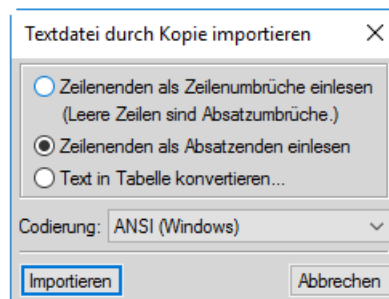 Textdatei durch Kopie importieren
Zeilenenden als Zeilenumbrüche einlesen
(Leere Zeilen sind Absatzumbrüche.)
Zeilenenden als Absatzenden einlesen
Text in Tabelle konvertieren...
Codierung: ANSI (Windows)
Importieren Abbrechen